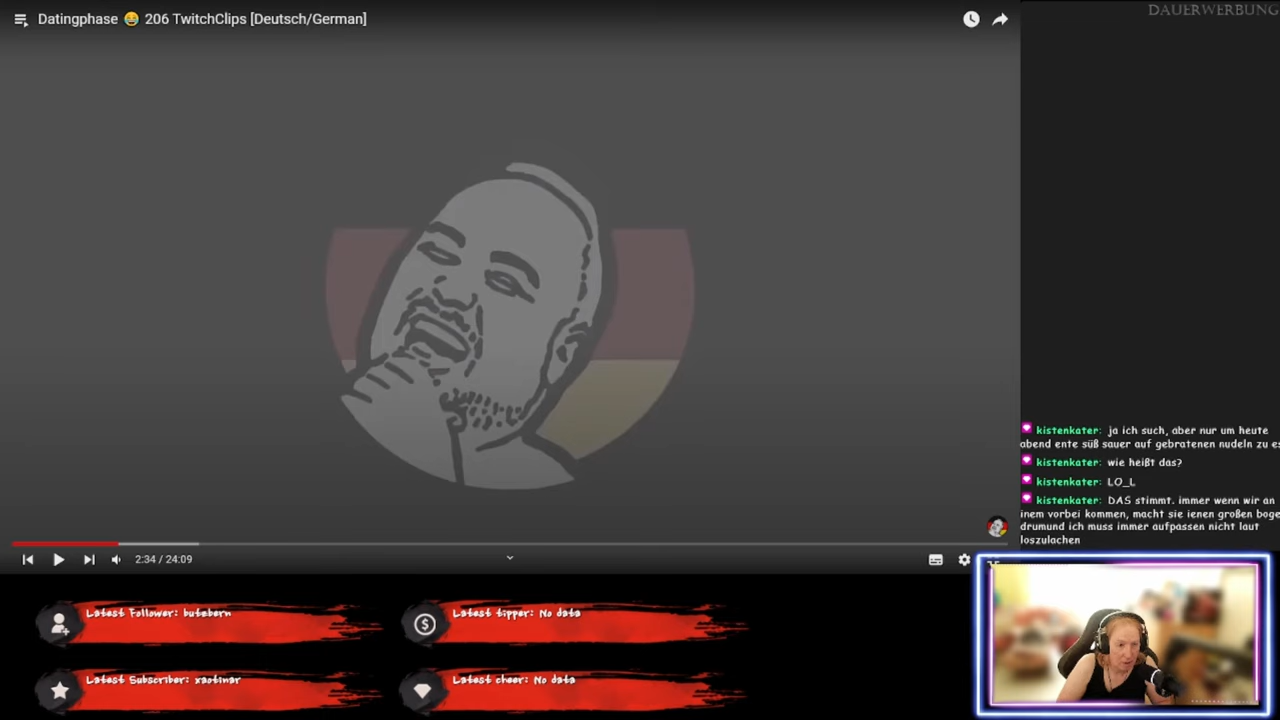 Datingphase 😂 206 TwitchClips [Deutsch/German]
DAUERWERBUNG
kistenkater: ja ich such, aber nur um heute
abend ente süß sauer auf gebratenen nudeln zu es
kistenkater: wie heißt das?
kistenkater: LO_L
kistenkater: DAS stimmt. immer wenn wir an
inem vorbei kommen, macht sie ienen großen boge
drumund ich muss immer aufpassen nicht laut
loszulachen
2:34 / 24:09
Latest Follower: butebern
Latest tipper: No data
Latest Subscriber: xaotinar
Latest cheer: No data